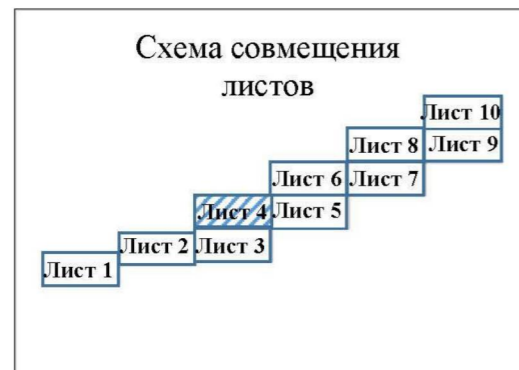 Схема совмещения
листов
Лист 10
Лист 8 Лист 9
Лист 6 Лист 7
Лист 4 Лист 5
Лист 2 Лист 3
Лист 1